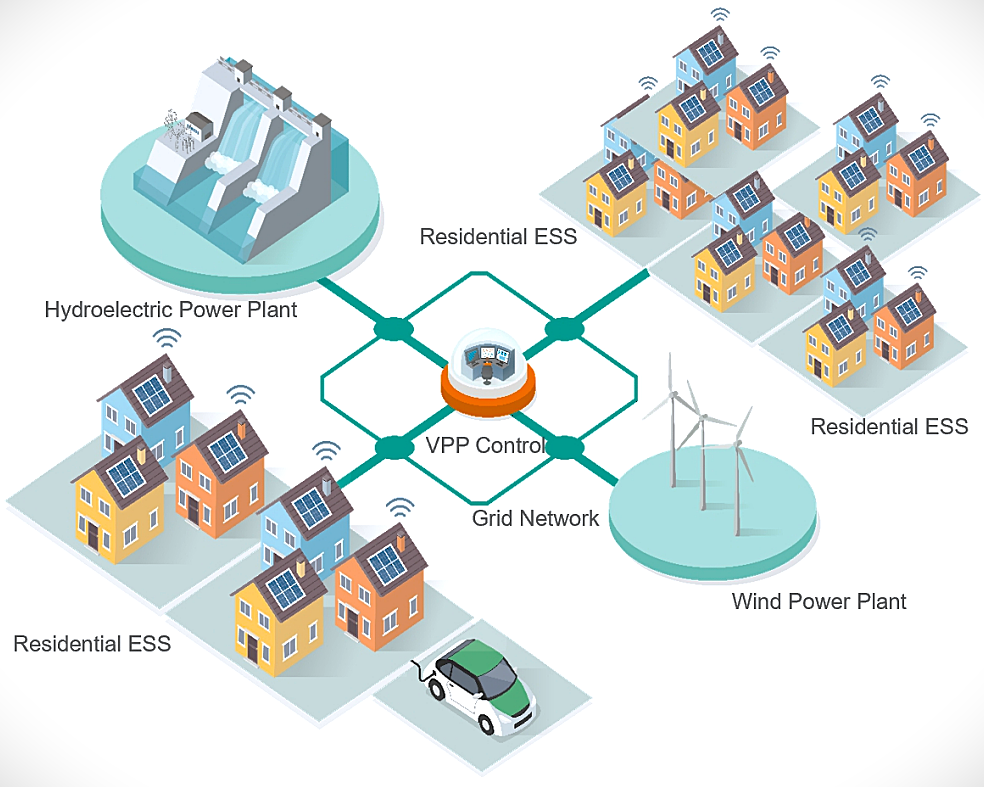 Residential ESS
Hydroelectric Power Plant
Residential ESS
VPP Control
Grid Network
Wind Power Plant
Residential ESS